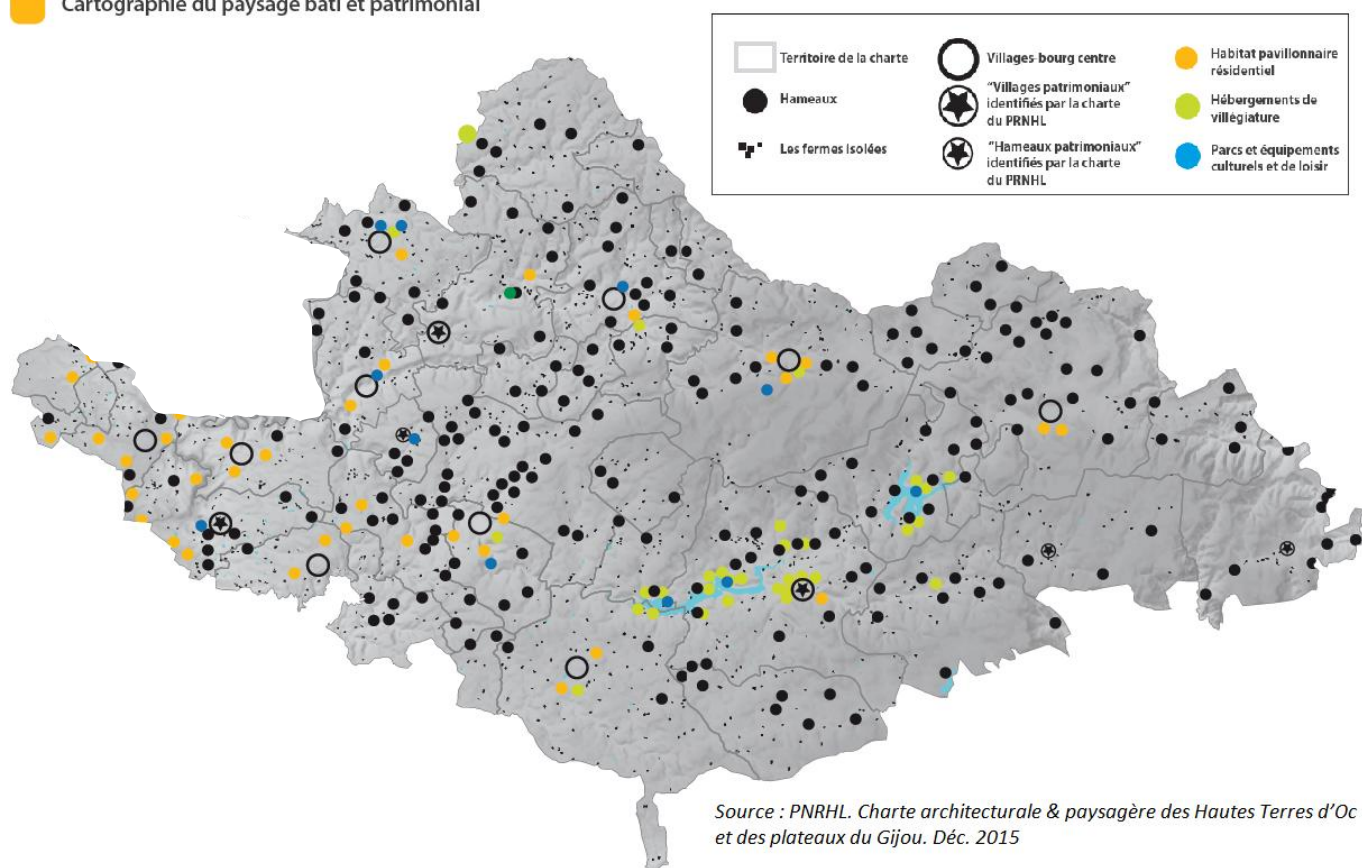 Cartographie du paysage bâti et patrimonial
Territoire de la charte
Hameaux
Les fermes isolées
Villages-bourg centre
"Villages patrimoniaux"
identifiés par la charte
du PRNHL
"Hameaux patrimoniaux"
identifiés par la charte
du PRNHL
Habitat pavillonnaire
résidentiel
Hébergements de
villégiature
Parcs et équipements
culturels et de loisir
Source : PNRHL. Charte architecturale & paysagère des Hautes Terres d'Oc
et des plateaux du Gijou. Déc. 2015